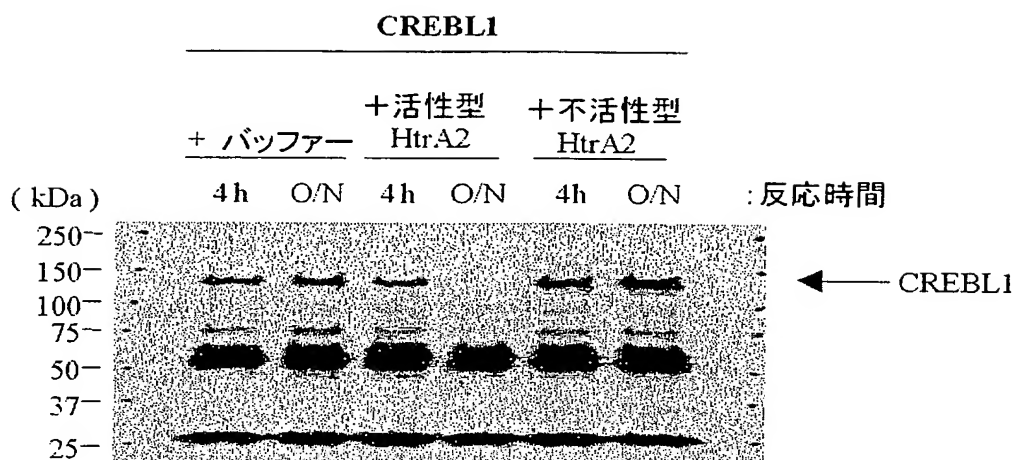 CREBL1
+ バッファー
+活性型
HtrA2
+不活性型
HtrA2
(kDa) 4h O/N 4h O/N 4h O/N :反応時間
250
150
100
75
50
37
25
CREBL1